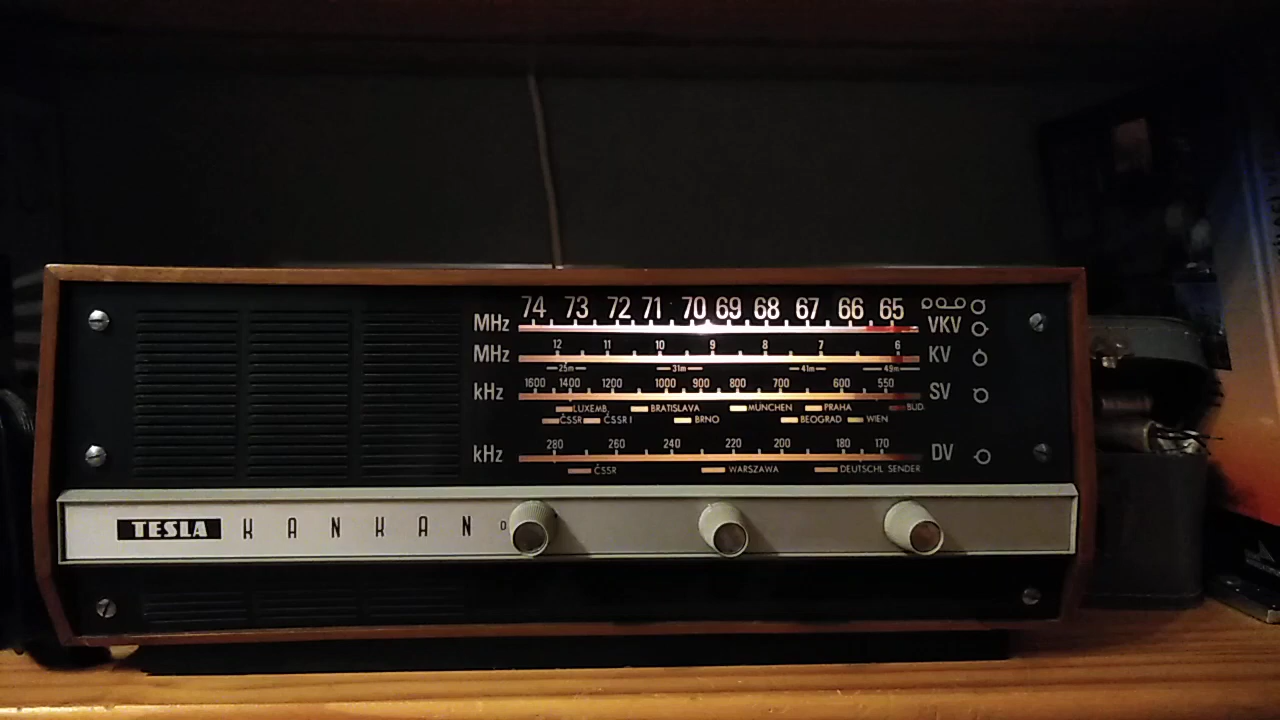 74 73 72 71 70 69 68 67 66 65
MHz VKV
12 11 10 9 8 7 6
MHz KV
25m 31m 41m 49m
1600 1400 1200 1000 900 800 700 600 550
kHz SV
LUXEMB. BRATISLAVA MÜNCHEN PRAHA BUD.
ČSSR ČSSR I BRNO BEOGRAD WIEN
280 260 240 220 200 180 170
kHz DV
ČSSR WARSZAWA DEUTSCHL SENDER
TESLA KANKAN